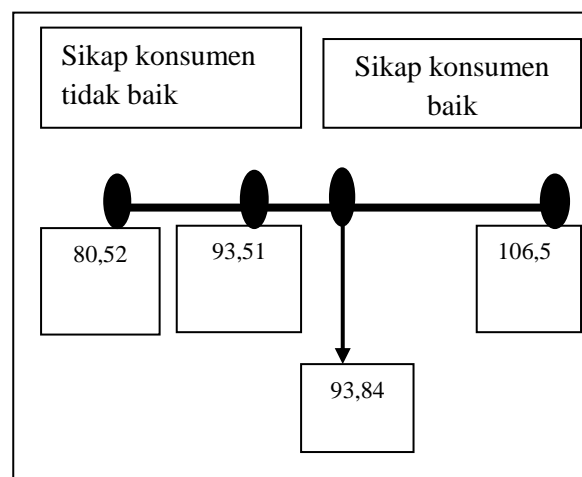 Sikap konsumen
tidak baik
Sikap konsumen
baik
80,52
93,51
106,5
93,84